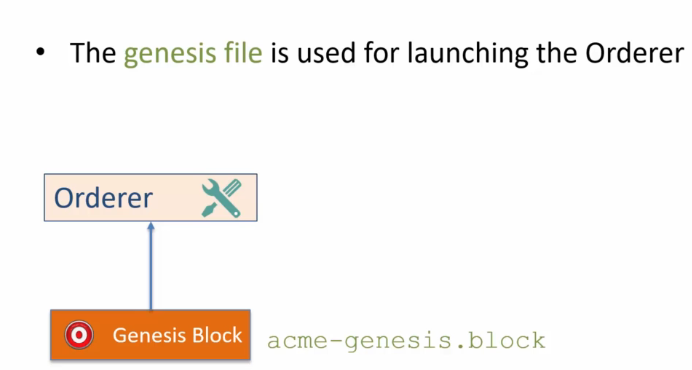 • The genesis file is used for launching the Orderer
Orderer
Genesis Block
acme-genesis.block